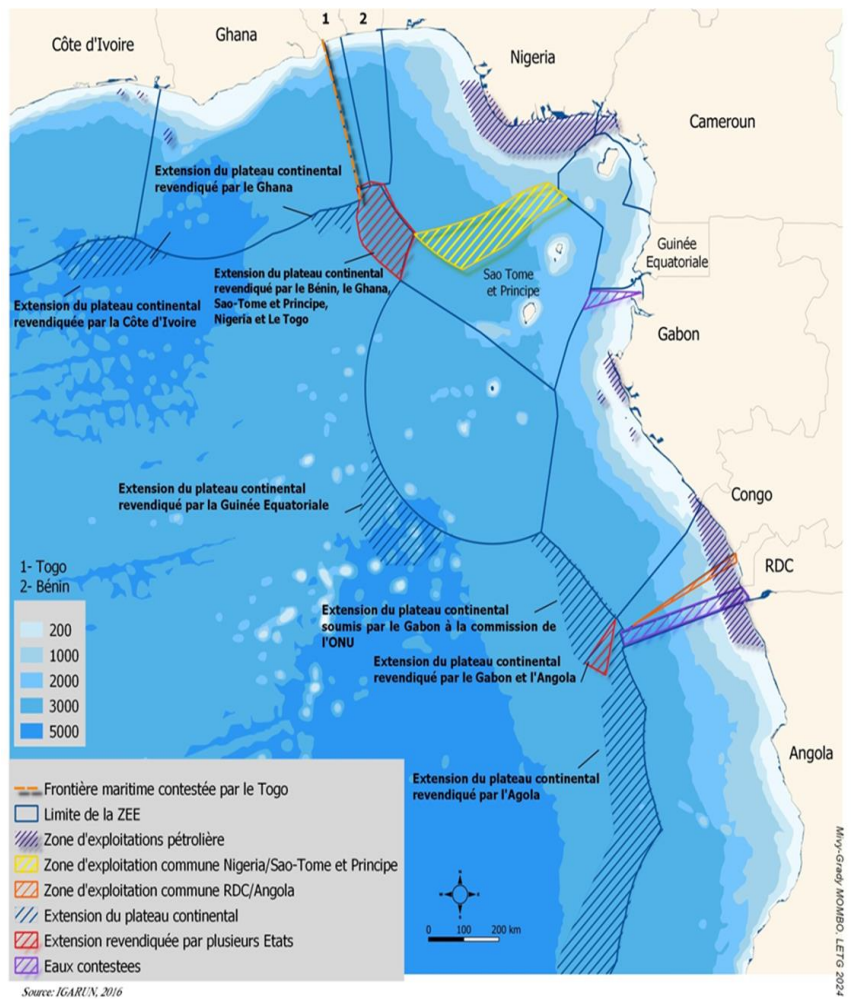 1 2
Côte d'Ivoire
Ghana
Nigeria
Cameroun
Extension du plateau continental
revendiqué par le Ghana
Guinée
Equatoriale
Sao Tome
et Principe
Extension du plateau continental
revendiqué par le Bénin, le Ghana,
Sao-Tome et Principe,
Nigeria et Le Togo
Extension du plateau continental
revendiquée par la Côte d'Ivoire
Gabon
Extension du plateau continental
revendiqué par la Guinée Equatoriale
Congo
RDC
1- Togo
2- Bénin
200
1000
2000
3000
5000
Extension du plateau continental
soumis par le Gabon à la commission de
l'ONU
Extension du plateau continental
revendiqué par le Gabon et l'Angola
Angola
Extension du plateau continental
revendiqué par l'Agola
Frontière maritime contestée par le Togo
Limite de la ZEE
Zone d'exploitations pétrolière
Zone d'exploitation commune Nigeria/Sao-Tome et Principe
Zone d'exploitation commune RDC/Angola
Extension du plateau continental
Extension revendiquée par plusieurs Etats
Eaux contestees
0 100 200 km
Mivy-Grady MOMBO, LETG 2024
Source: IGARUN, 2016